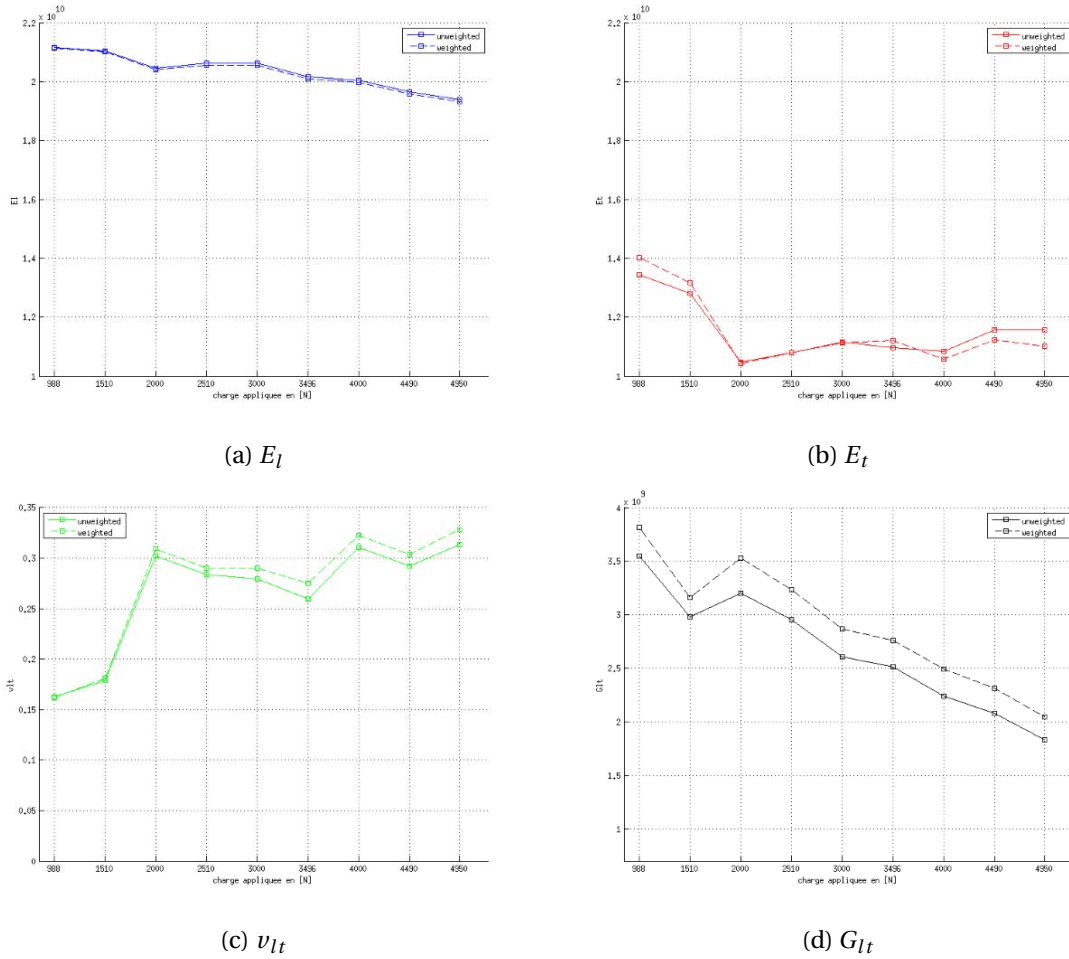 x 10^10
2.2
2
1.8
1.6
1.4
1.2
1
El
unweighted
weighted
988 1510 2000 2510 3000 3496 4000 4490 4950
charge appliquee en [N]
(a) E_l
x 10^10
2.2
2
1.8
1.6
1.4
1.2
1
Et
unweighted
weighted
988 1510 2000 2510 3000 3496 4000 4490 4950
charge appliquee en [N]
(b) E_t
0.35
0.3
0.25
0.2
0.15
0.1
0.05
0
vlt
unweighted
weighted
988 1510 2000 2510 3000 3496 4000 4490 4950
charge appliquee en [N]
(c) ν_{lt}
x 10^9
4
3.5
3
2.5
2
1.5
1
Glt
unweighted
weighted
988 1510 2000 2510 3000 3496 4000 4490 4950
charge appliquee en [N]
(d) G_{lt}